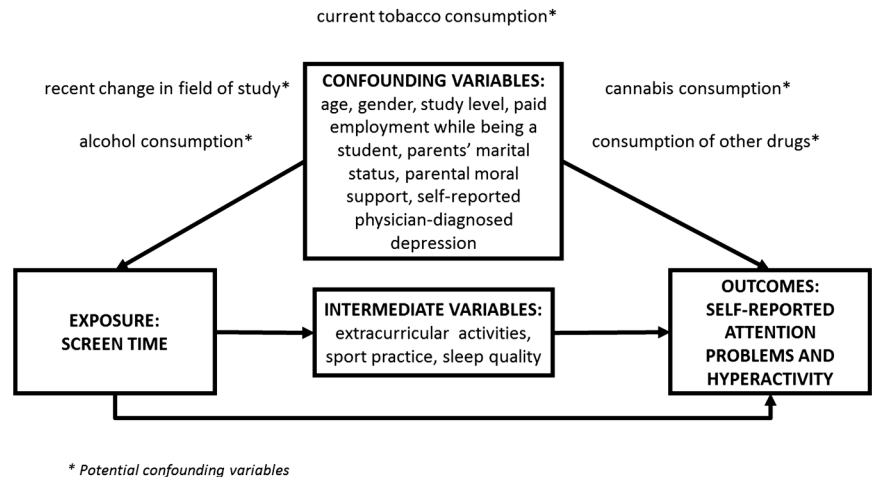 current tobacco consumption*
recent change in field of study*
alcohol consumption*
CONFOUNDING VARIABLES:
age, gender, study level, paid
employment while being a
student, parents’ marital
status, parental moral
support, self-reported
physician-diagnosed
depression
cannabis consumption*
consumption of other drugs*
EXPOSURE:
SCREEN TIME
INTERMEDIATE VARIABLES:
extracurricular activities,
sport practice, sleep quality
OUTCOMES:
SELF-REPORTED
ATTENTION
PROBLEMS AND
HYPERACTIVITY
* Potential confounding variables